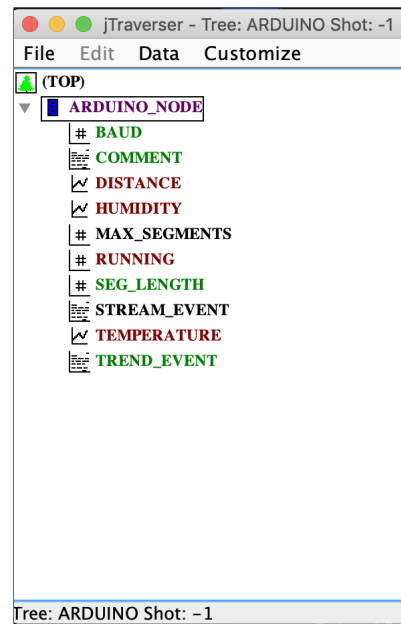 jTraverser - Tree: ARDUINO Shot: -1
File Edit Data Customize
(TOP)
ARDUINO_NODE
# BAUD
COMMENT
DISTANCE
HUMIDITY
# MAX_SEGMENTS
# RUNNING
# SEG_LENGTH
STREAM_EVENT
TEMPERATURE
TREND_EVENT
Tree: ARDUINO Shot: -1